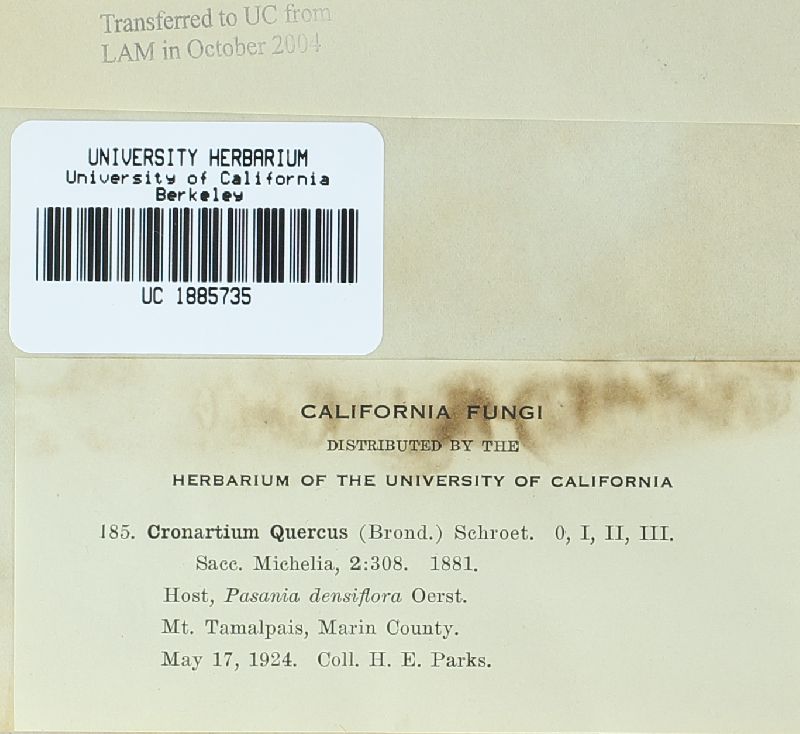 Transferred to UC from
LAM in October 2004
UNIVERSITY HERBARIUM
University of California
Berkeley
UC 1885735
CALIFORNIA FUNGI
DISTRIBUTED BY THE
HERBARIUM OF THE UNIVERSITY OF CALIFORNIA
185. Cronartium Quercus (Brond.) Schroet. 0, I, II, III.
Sacc. Michelia, 2:308. 1881.
Host, Pasania densiflora Oerst.
Mt. Tamalpais, Marin County.
May 17, 1924. Coll. H. E. Parks.